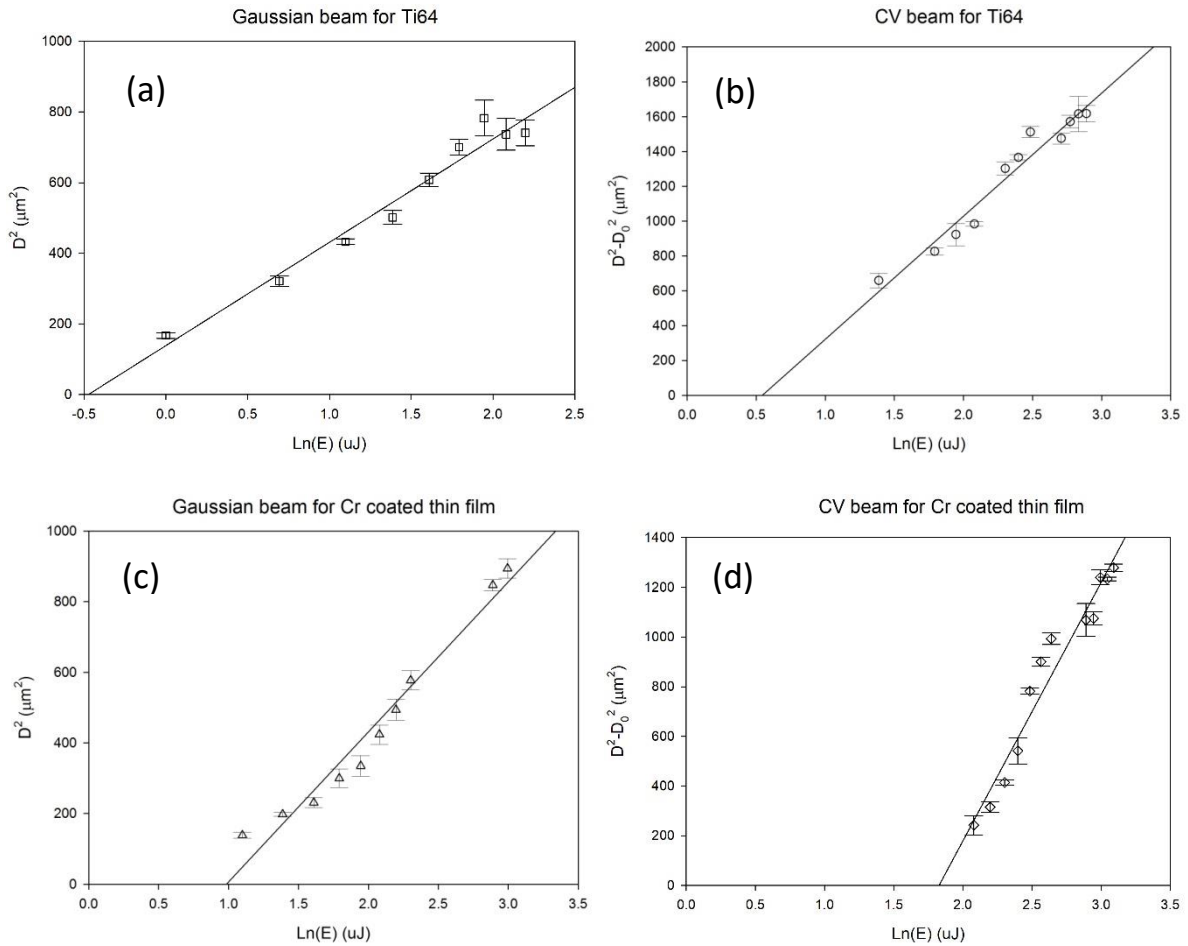 Gaussian beam for Ti64
(a)
1000
800
600
400
200
0
D² (μm²)
-0.5 0.0 0.5 1.0 1.5 2.0 2.5
Ln(E) (uJ)
CV beam for Ti64
(b)
2000
1800
1600
1400
1200
1000
800
600
400
200
0
D²-D₀² (μm²)
0.0 0.5 1.0 1.5 2.0 2.5 3.0 3.5
Ln(E) (uJ)
Gaussian beam for Cr coated thin film
(c)
1000
800
600
400
200
0
D² (μm²)
0.0 0.5 1.0 1.5 2.0 2.5 3.0 3.5
Ln(E) (uJ)
CV beam for Cr coated thin film
(d)
1400
1200
1000
800
600
400
200
0
D²-D₀² (μm²)
0.0 0.5 1.0 1.5 2.0 2.5 3.0 3.5
Ln(E) (uJ)